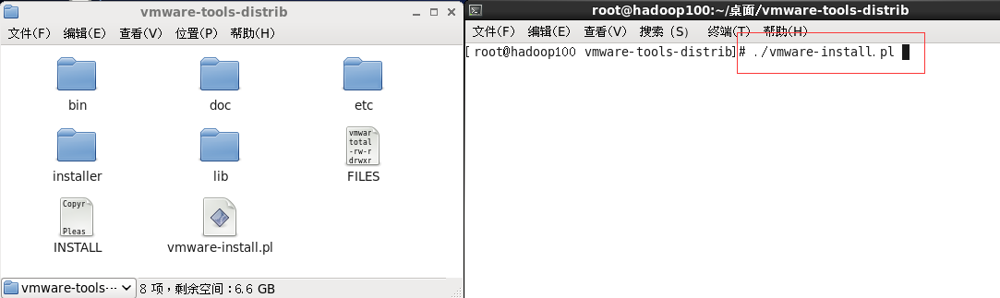 vmware-tools-distrib
文件(F) 编辑(E) 查看(V) 位置(P) 帮助(H)
bin
doc
etc
vmwar
total
-rw-r
drwxr
installer
lib
FILES
Copyr
Pleas
INSTALL
vmware-install.pl
vmware-tools-⋯
8 项，剩余空间：6.6 GB
root@hadoop100:~/桌面/vmware-tools-distrib
文件(F) 编辑(E) 查看(V) 搜索 (S) 终端(T) 帮助(H)
[root@hadoop100 vmware-tools-distrib]# ./vmware-install.pl